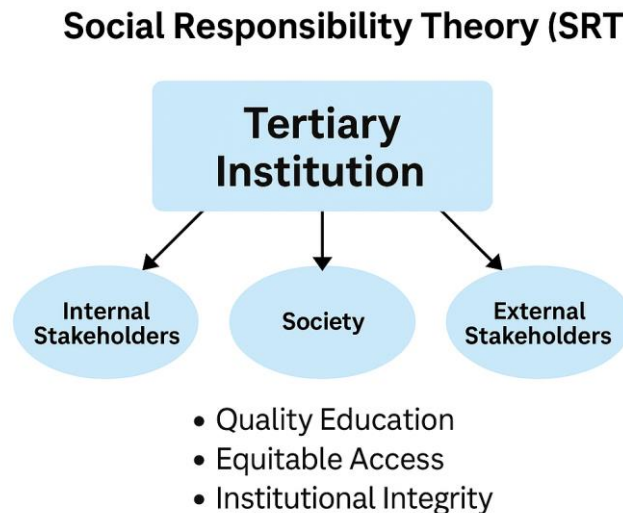 Social Responsibility Theory (SRT
Tertiary
Institution
Internal
Stakeholders
Society
External
Stakeholders
• Quality Education
• Equitable Access
• Institutional Integrity